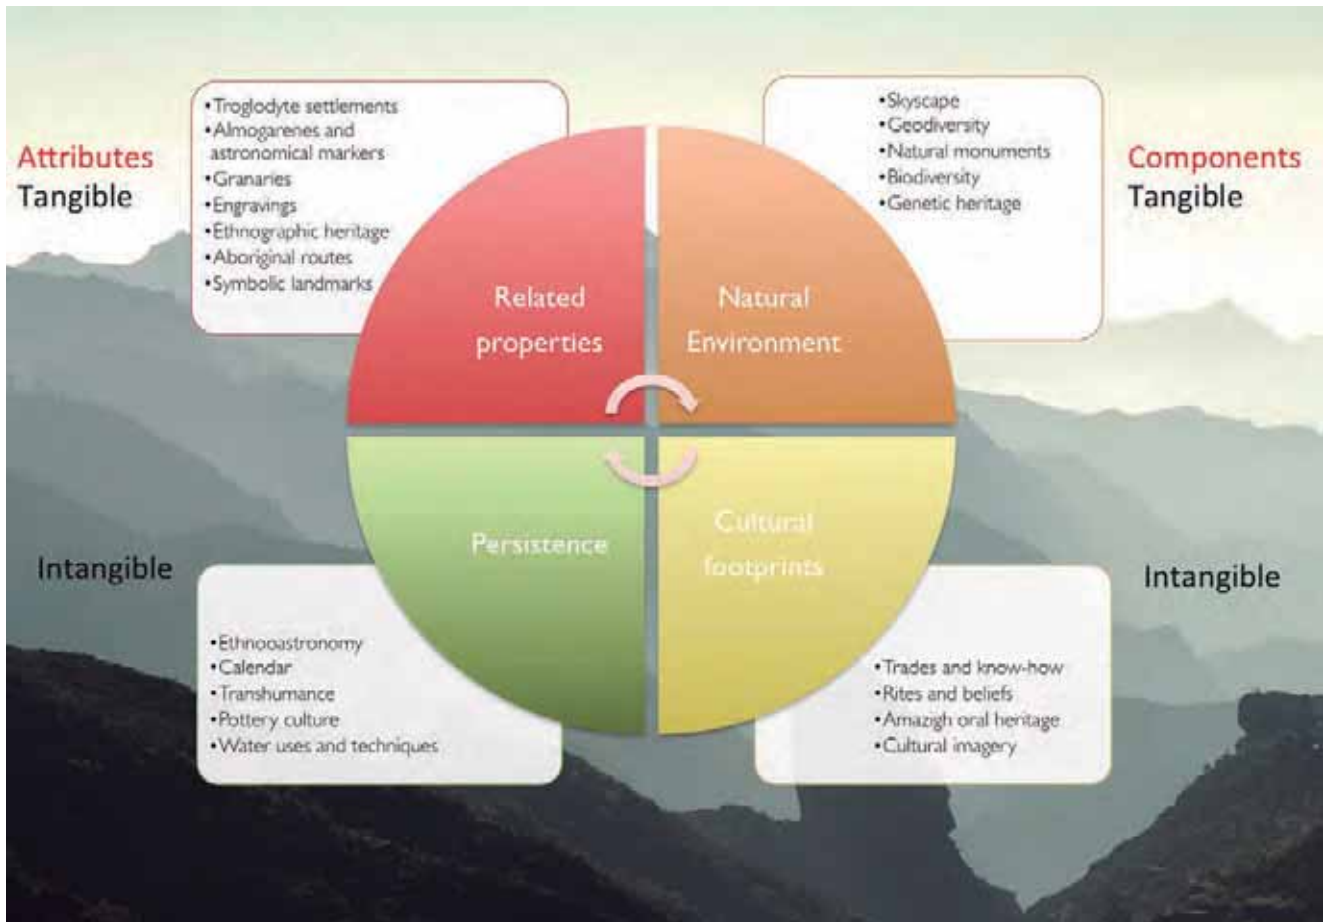 Attributes
Tangible
•Troglodyte settlements
•Almogarenes and
astronomical markers
•Granaries
•Engravings
•Ethnographic heritage
•Aboriginal routes
•Symbolic landmarks
Related
properties
•Skyscape
•Geodiversity
•Natural monuments
•Biodiversity
•Genetic heritage
Components
Tangible
Natural
Environment
Intangible
Persistence
•Ethnooastronomy
•Calendar
•Transhumance
•Pottery culture
•Water uses and techniques
Cultural
footprints
Intangible
•Trades and know-how
•Rites and beliefs
•Amazigh oral heritage
•Cultural imagery